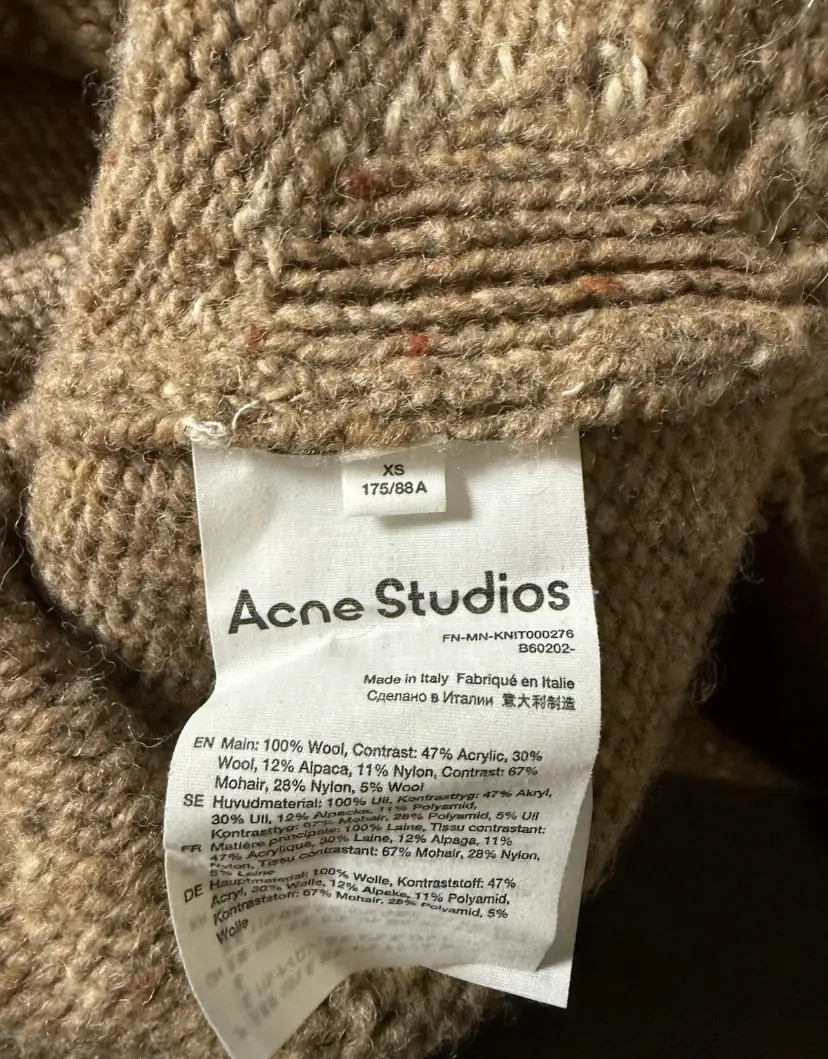 XS
175/88A
Acne Studios
FN-MN-KNIT000276
B60202-
Made in Italy Fabriqué en Italie
Сделано в Италии 意大利制造
EN Main: 100% Wool, Contrast: 47% Acrylic, 30%
Wool, 12% Alpaca, 11% Nylon, Contrast: 67%
Mohair, 28% Nylon, 5% Wool
SE Huvudmaterial: 100% Ull, Kontrasttyg: 47% Akryl,
30% Ull, 12% Alpacka, 11% Polyamid,
Kontrasttyg: 67% Mohair, 28% Polyamid, 5% Ull
FR Matière principale: 100% Laine, Tissu contrastant:
47% Acrylique, 30% Laine, 12% Alpaga, 11%
Nylon, Tissu contrastant: 67% Mohair, 28% Nylon,
5% Laine
DE Hauptmaterial: 100% Wolle, Kontraststoff: 47%
Acryl, 30% Wolle, 12% Alpaka, 11% Polyamid,
Kontraststoff: 67% Mohair, 28% Polyamid, 5%
Wolle